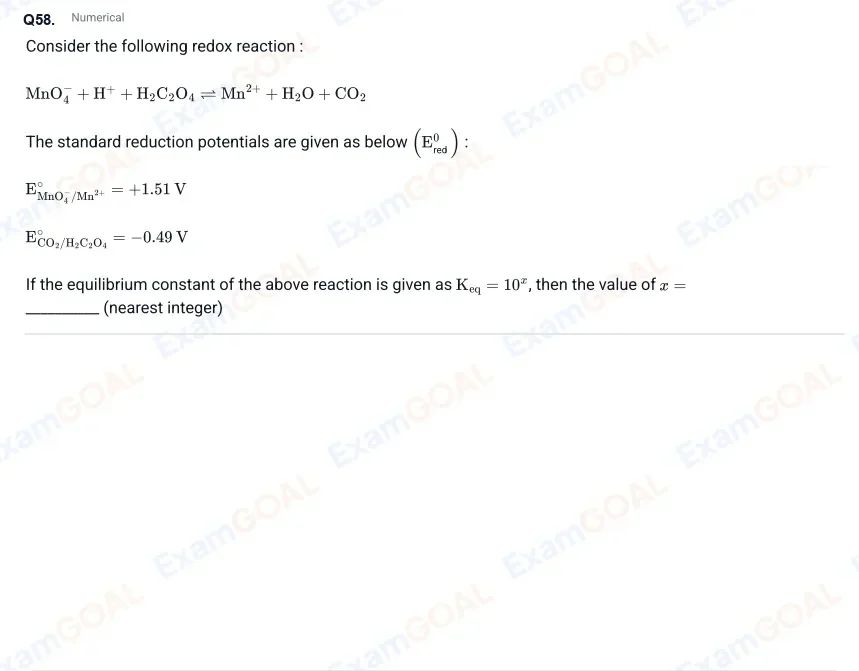 Q58. Numerical
Consider the following redox reaction :
MnO₄⁻ + H⁺ + H₂C₂O₄ ⇌ Mn²⁺ + H₂O + CO₂
The standard reduction potentials are given as below (E⁰red) :
E°MnO₄⁻/Mn²⁺ = +1.51 V
E°CO₂/H₂C₂O₄ = −0.49 V
If the equilibrium constant of the above reaction is given as Keq = 10ˣ, then the value of x =
__________ (nearest integer)
ExamGOAL